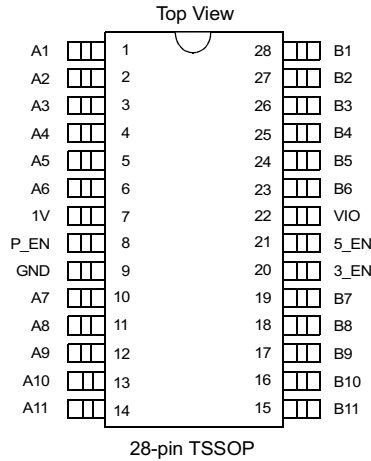 Top View
A1 1 28 B1
A2 2 27 B2
A3 3 26 B3
A4 4 25 B4
A5 5 24 B5
A6 6 23 B6
1V 7 22 VIO
P_EN 8 21 5_EN
GND 9 20 3_EN
A7 10 19 B7
A8 11 18 B8
A9 12 17 B9
A10 13 16 B10
A11 14 15 B11
28-pin TSSOP